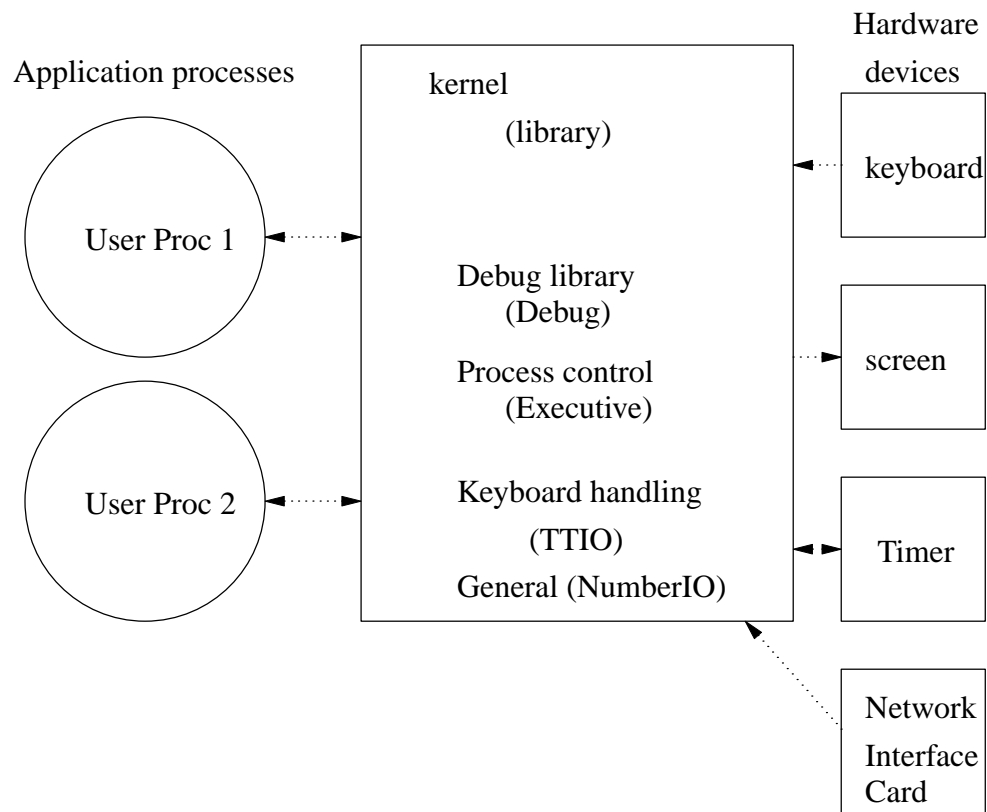 Application processes
User Proc 1
User Proc 2
kernel
(library)
Debug library
(Debug)
Process control
(Executive)
Keyboard handling
(TTIO)
General (NumberIO)
Hardware
devices
keyboard
screen
Timer
Network
Interface
Card